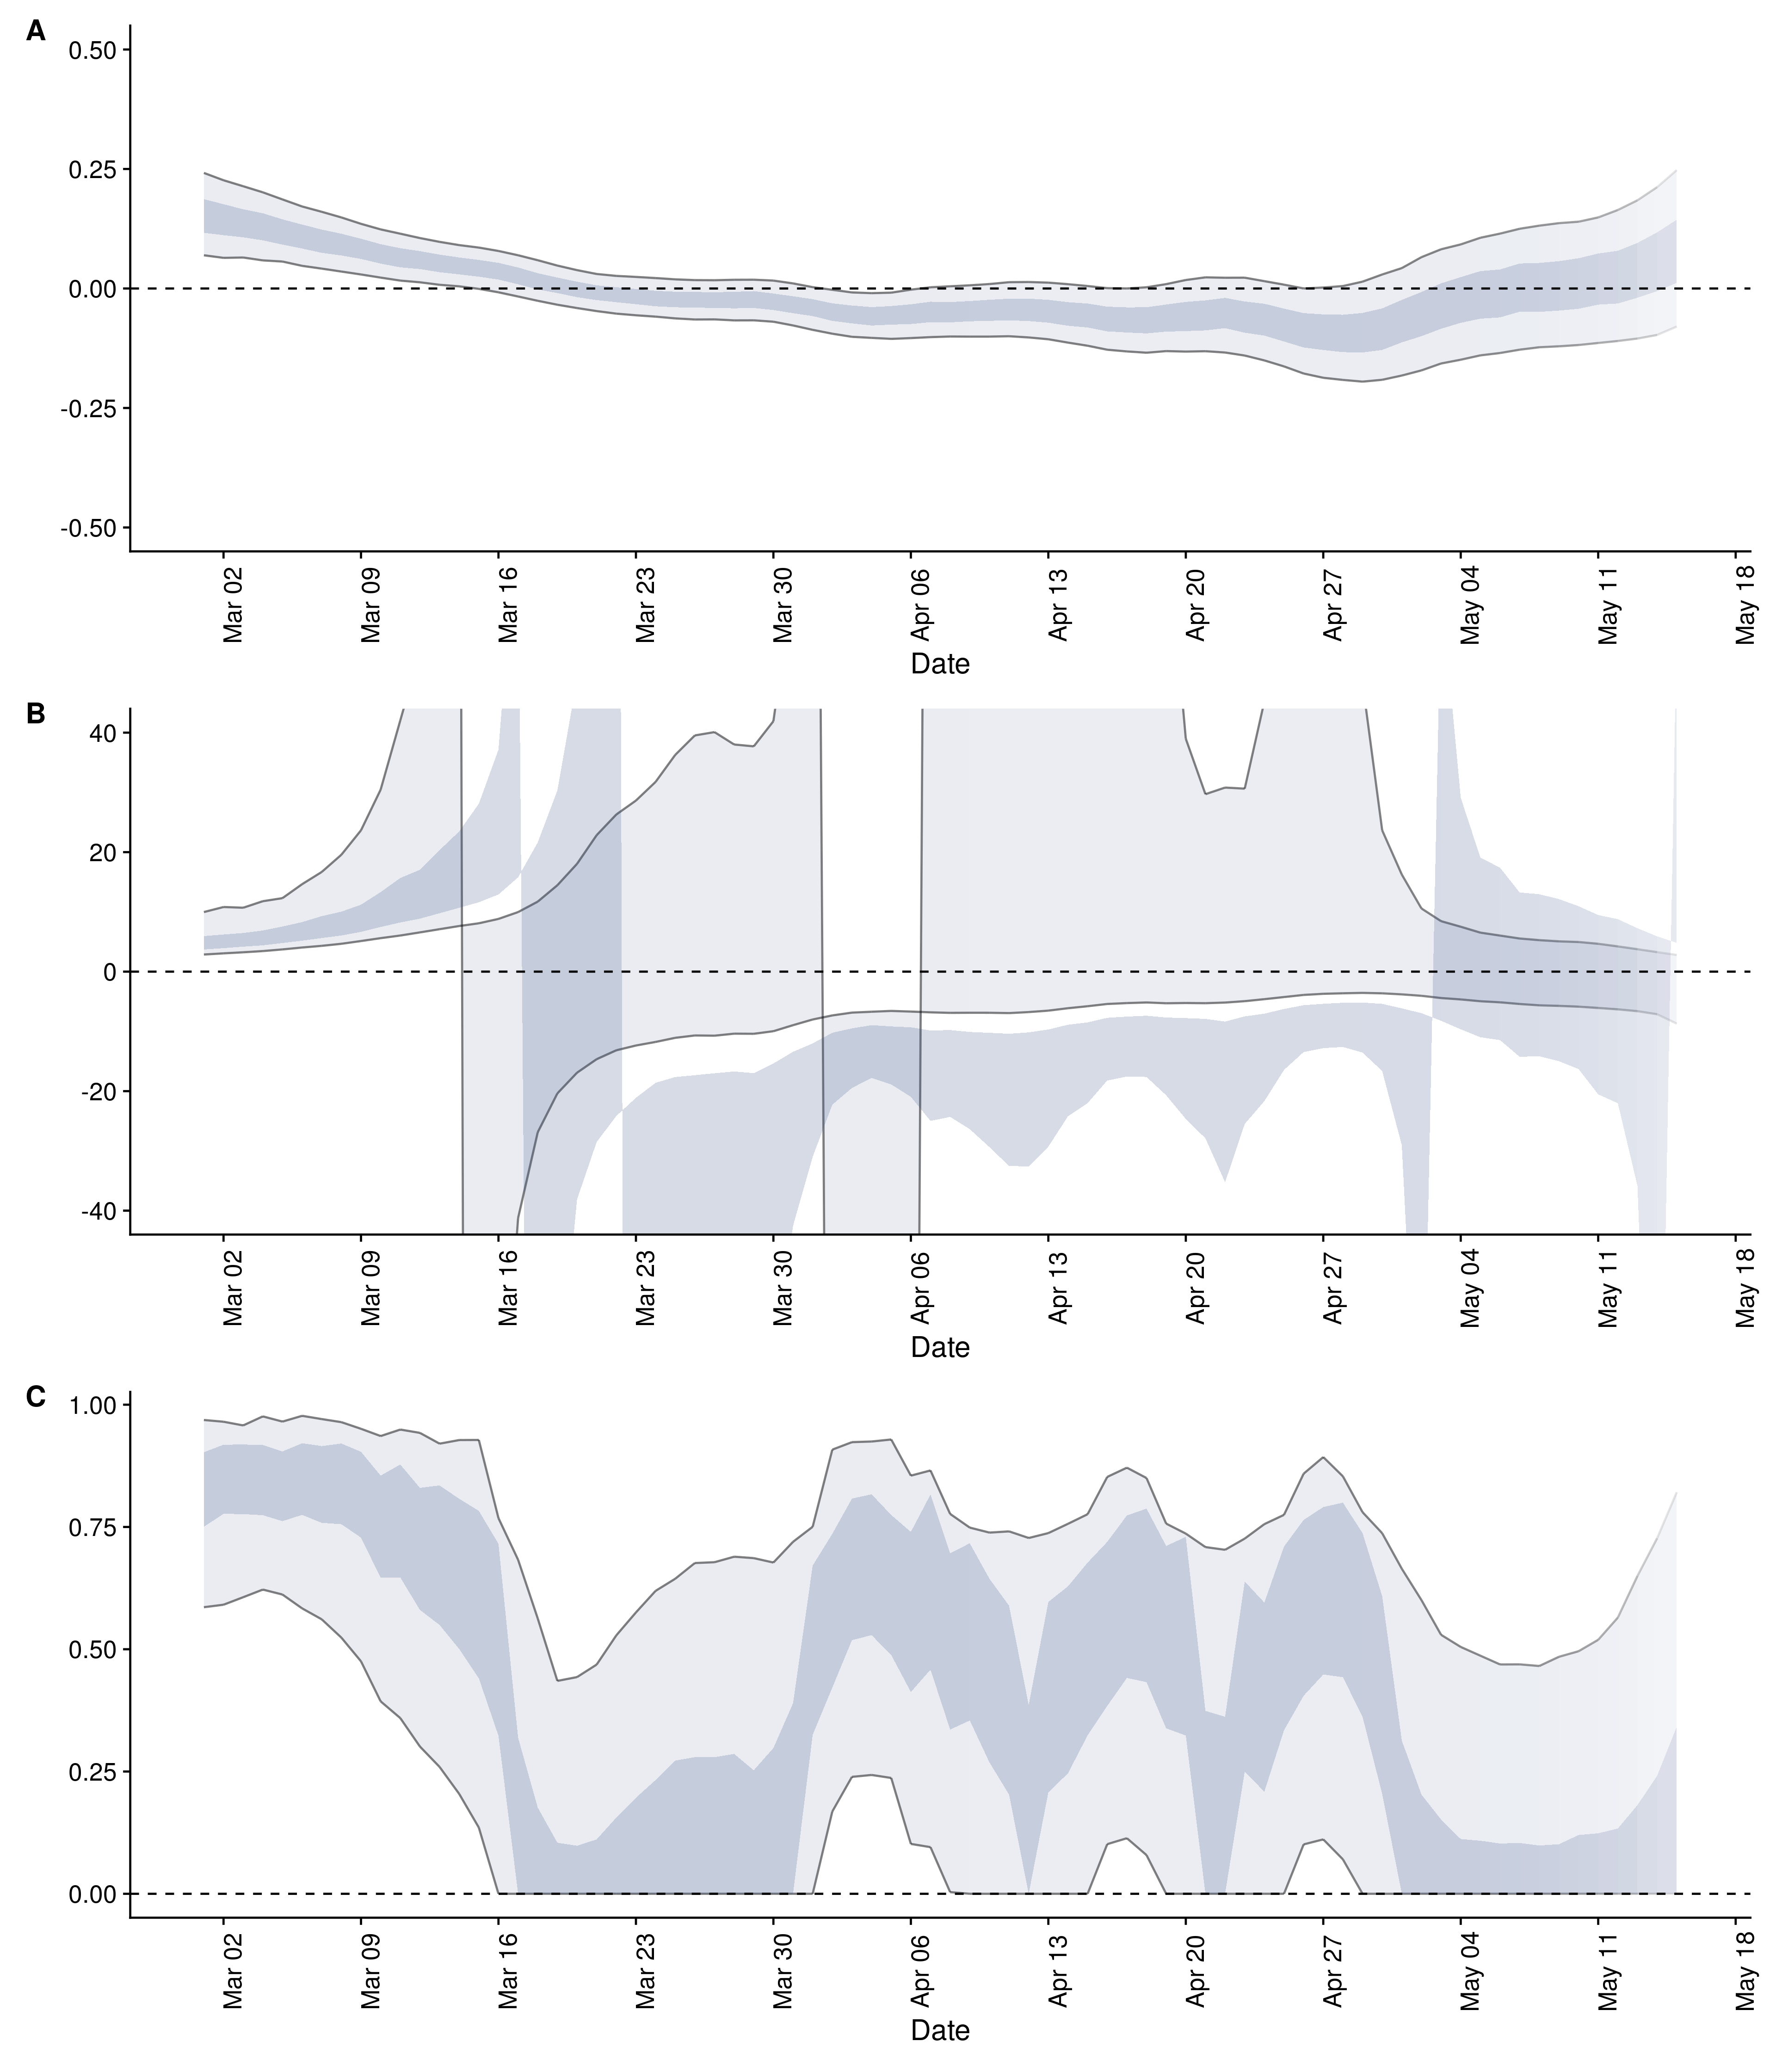 A
0.50
0.25
0.00
-0.25
-0.50
Mar 02
Mar 09
Mar 16
Mar 23
Mar 30
Apr 06
Apr 13
Apr 20
Apr 27
May 04
May 11
May 18
Date
B
40
20
0
-20
-40
Mar 02
Mar 09
Mar 16
Mar 23
Mar 30
Apr 06
Apr 13
Apr 20
Apr 27
May 04
May 11
May 18
Date
C
1.00
0.75
0.50
0.25
0.00
Mar 02
Mar 09
Mar 16
Mar 23
Mar 30
Apr 06
Apr 13
Apr 20
Apr 27
May 04
May 11
May 18
Date